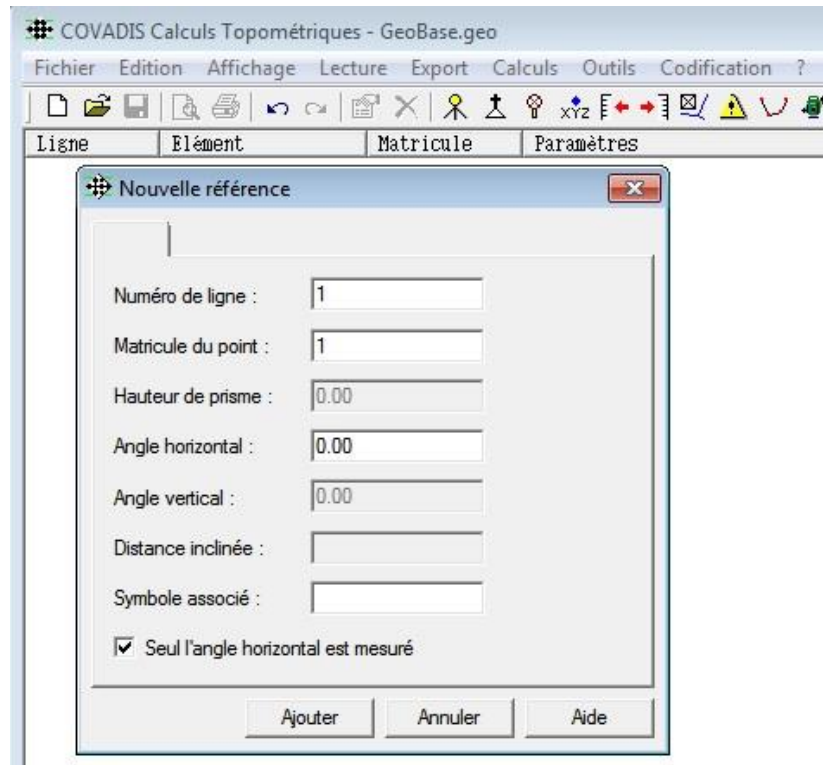 COVADIS Calculs Topométriques - GeoBase.geo
Fichier Edition Affichage Lecture Export Calculs Outils Codification ?
xyz
Ligne Elément Matricule Paramètres
Nouvelle référence
Numéro de ligne : 1
Matricule du point : 1
Hauteur de prisme : 0.00
Angle horizontal : 0.00
Angle vertical : 0.00
Distance inclinée :
Symbole associé :
Seul l'angle horizontal est mesuré
Ajouter Annuler Aide